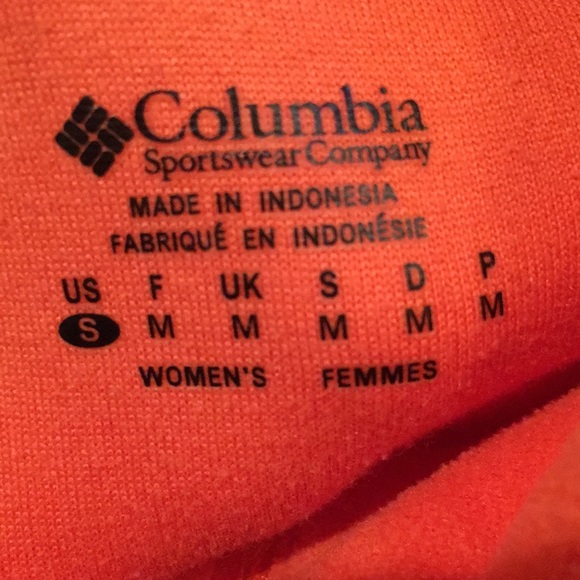 Columbia
Sportswear Company
MADE IN INDONESIA
FABRIQUÉ EN INDONÉSIE
US F UK S D P
S M M M M M
WOMEN'S FEMMES